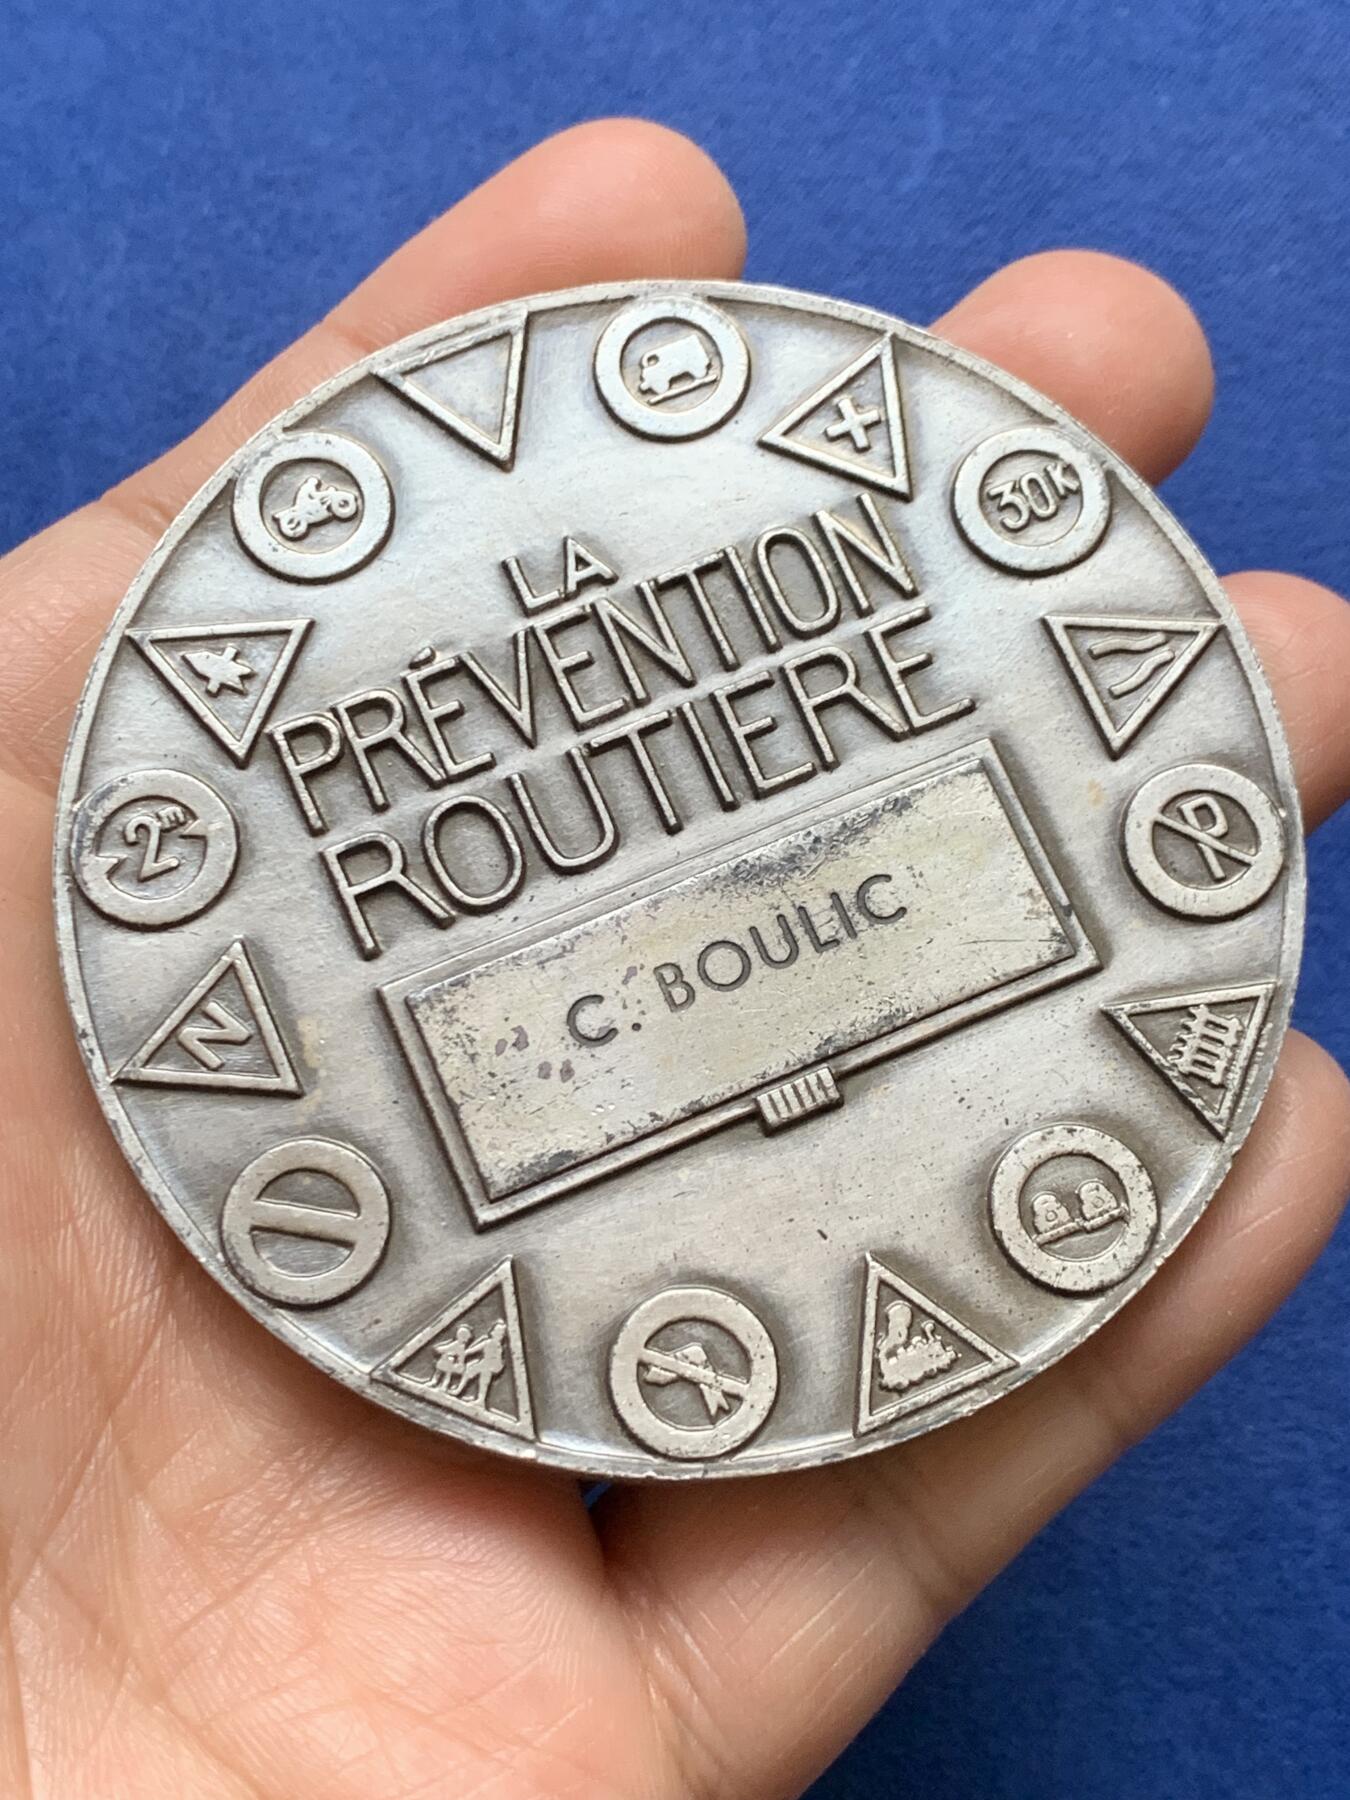 LA
PRÉVENTION
ROUTIERE
C. BOULIC
30K
P
2m
N